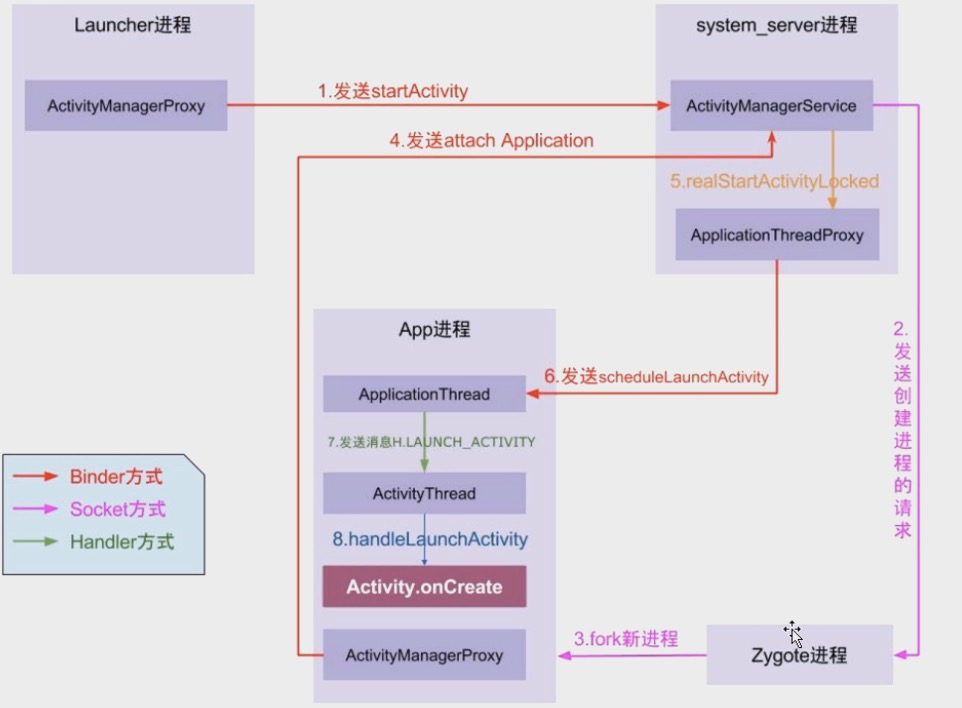 Launcher进程
system_server进程
ActivityManagerProxy
1.发送startActivity
ActivityManagerService
4.发送attach Application
5.realStartActivityLocked
ApplicationThreadProxy
App进程
2.
发
送
创
建
进
程
的
请
求
6.发送scheduleLaunchActivity
ApplicationThread
7.发送消息H.LAUNCH_ACTIVITY
Binder方式
Socket方式
Handler方式
ActivityThread
8.handleLaunchActivity
Activity.onCreate
ActivityManagerProxy
3.fork新进程
Zygote进程